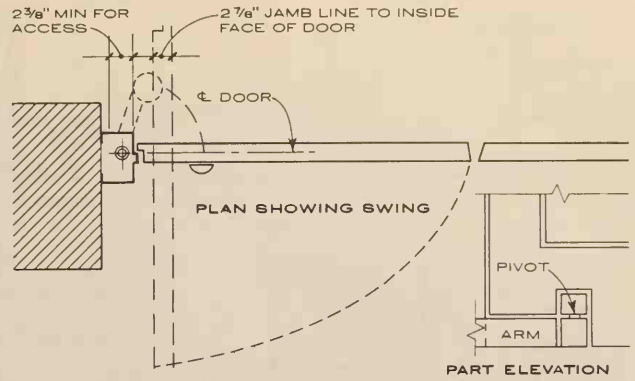 2 3/8" MIN FOR
ACCESS
2 7/8" JAMB LINE TO INSIDE
FACE OF DOOR
℄ DOOR
PLAN SHOWING SWING
PIVOT
ARM
PART ELEVATION